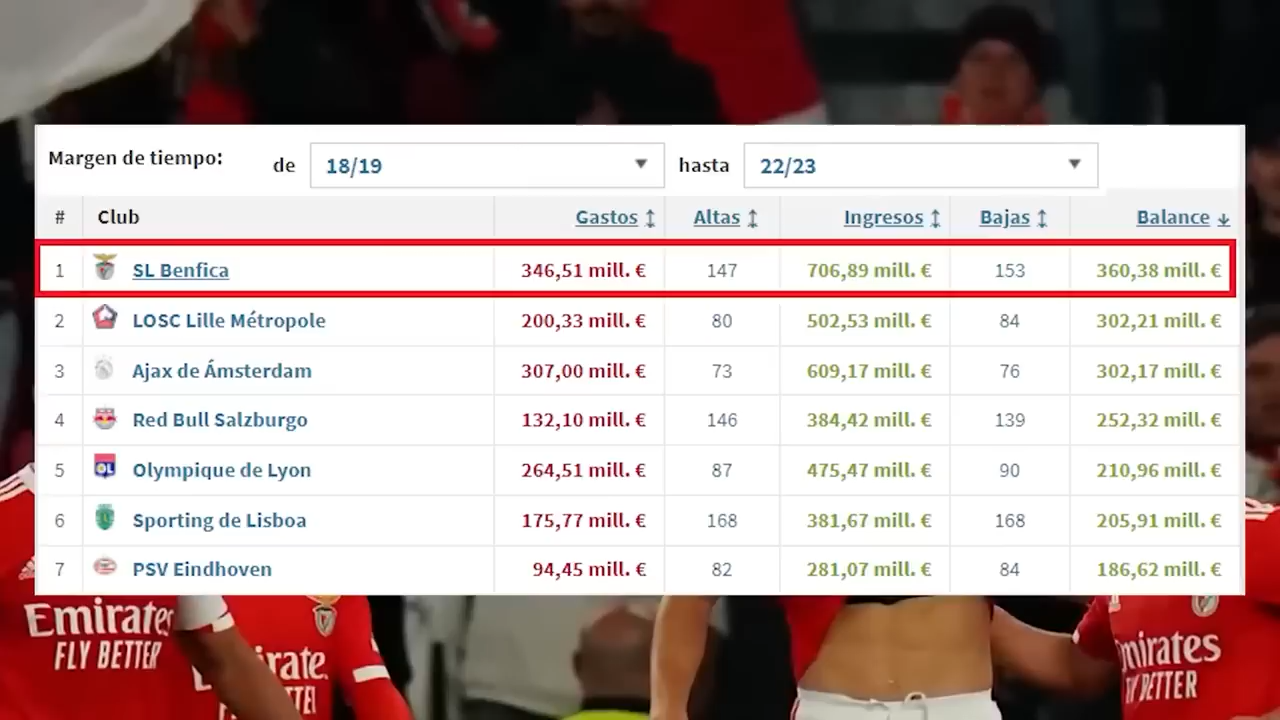 Margen de tiempo: de 18/19 hasta 22/23
# Club Gastos Altas Ingresos Bajas Balance
1 SL Benfica 346,51 mill. € 147 706,89 mill. € 153 360,38 mill. €
2 LOSC Lille Métropole 200,33 mill. € 80 502,53 mill. € 84 302,21 mill. €
3 Ajax de Ámsterdam 307,00 mill. € 73 609,17 mill. € 76 302,17 mill. €
4 Red Bull Salzburgo 132,10 mill. € 146 384,42 mill. € 139 252,32 mill. €
5 Olympique de Lyon 264,51 mill. € 87 475,47 mill. € 90 210,96 mill. €
6 Sporting de Lisboa 175,77 mill. € 168 381,67 mill. € 168 205,91 mill. €
7 PSV Eindhoven 94,45 mill. € 82 281,07 mill. € 84 186,62 mill. €
Emirates
FLY BETTER
Emirates
BETTER